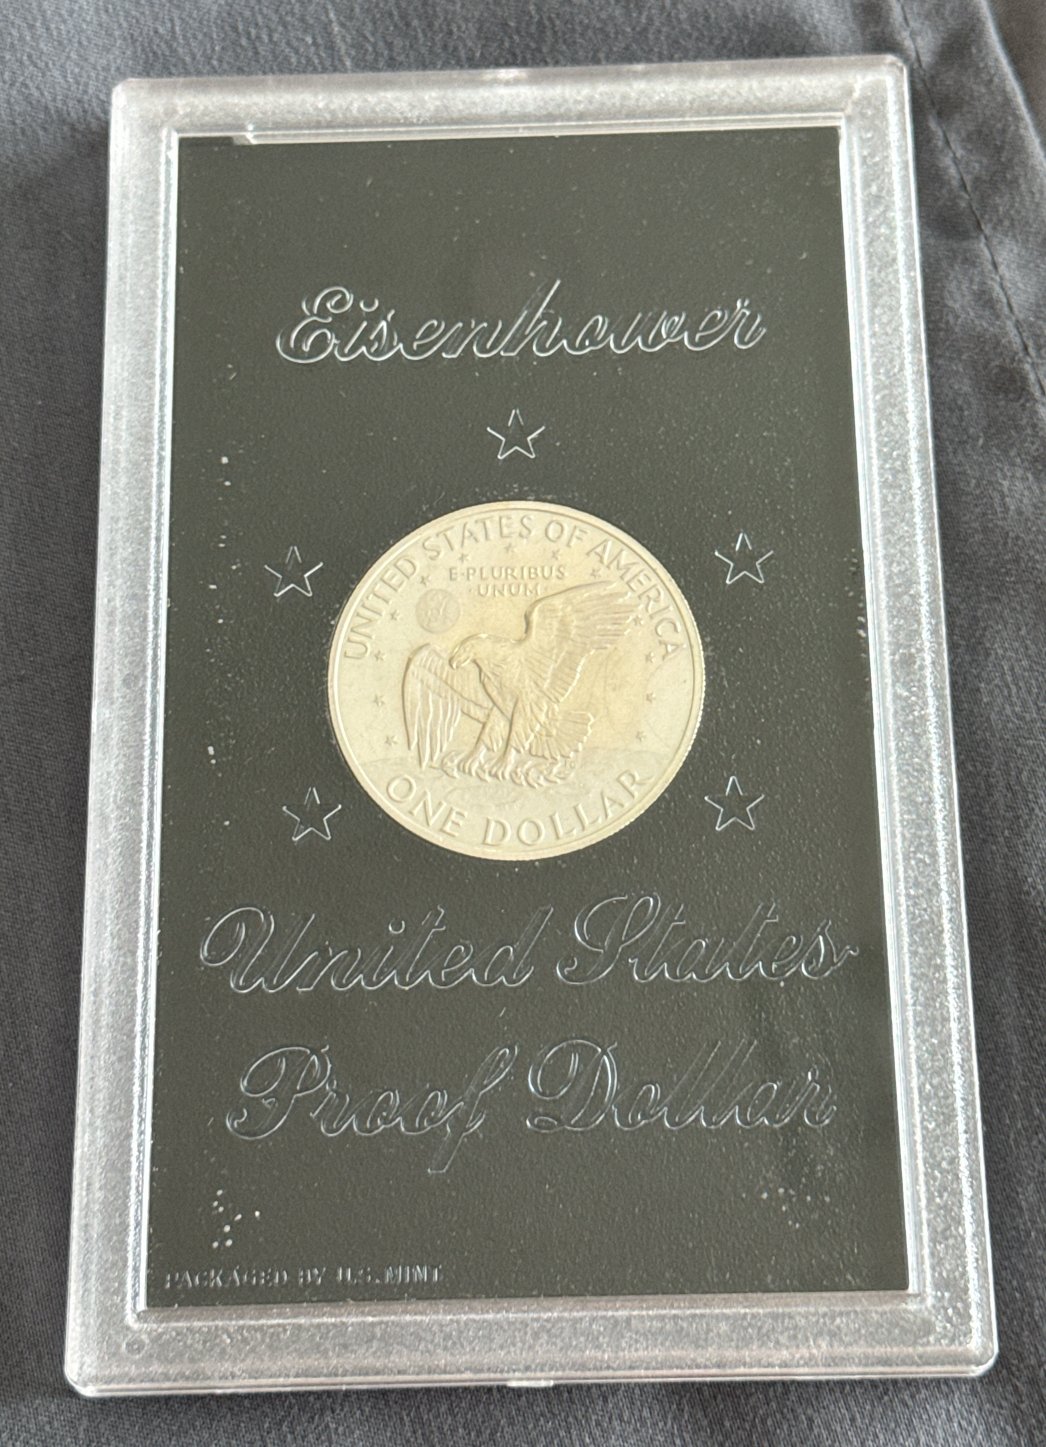 Eisenhower
UNITED STATES OF AMERICA
E·PLURIBUS
·UNUM·
ONE DOLLAR
United States
Proof Dollar
PACKAGED BY U.S.MINT